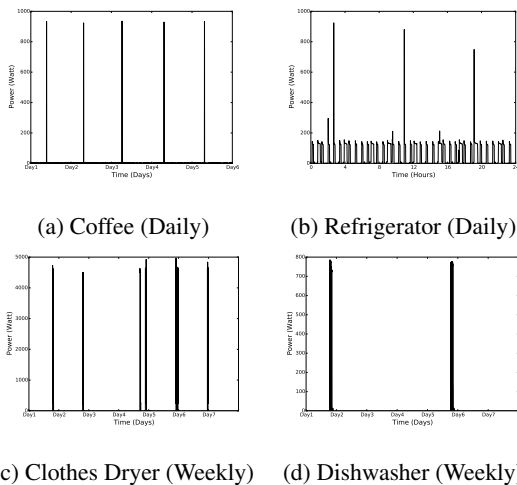 1000
800
600
400
200
0
Power (Watt)
Day1 Day2 Day3 Day4 Day5 Day6
Time (Days)
(a) Coffee (Daily)
1000
800
600
400
200
0
Power (Watt)
0 4 8 12 16 20 24
Time (Hours)
(b) Refrigerator (Daily)
5000
4000
3000
2000
1000
0
Power (Watt)
Day1 Day2 Day3 Day4 Day5 Day6 Day7
Time (Days)
c) Clothes Dryer (Weekly)
800
700
600
500
400
300
200
100
0
Power (Watt)
Day1 Day2 Day3 Day4 Day5 Day6 Day7
Time (Days)
(d) Dishwasher (Weekly)